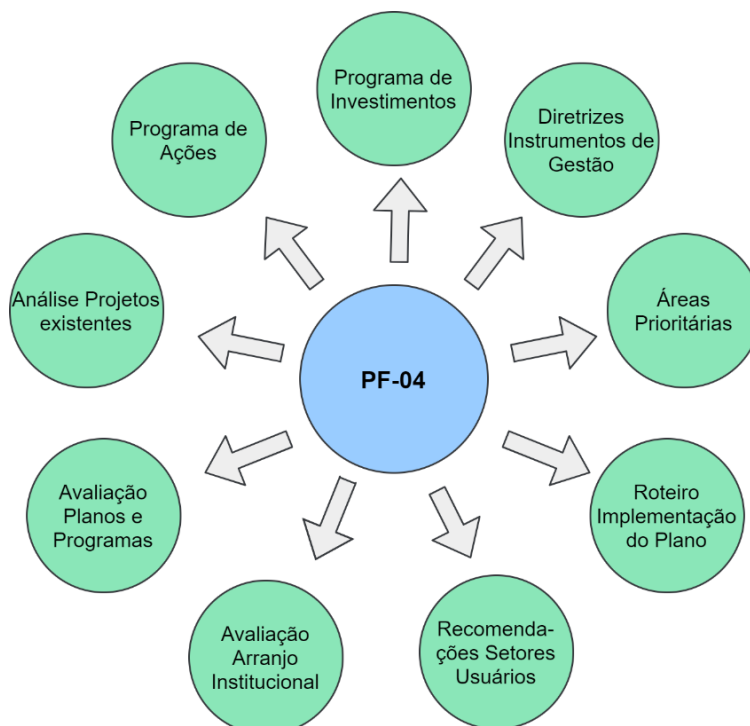 Programa de
Investimentos
Diretrizes
Instrumentos de
Gestão
Áreas
Prioritárias
Roteiro
Implementação
do Plano
Recomenda-
ções Setores
Usuários
Avaliação
Arranjo
Institucional
Avaliação
Planos e
Programas
Análise Projetos
existentes
Programa de
Ações
PF-04